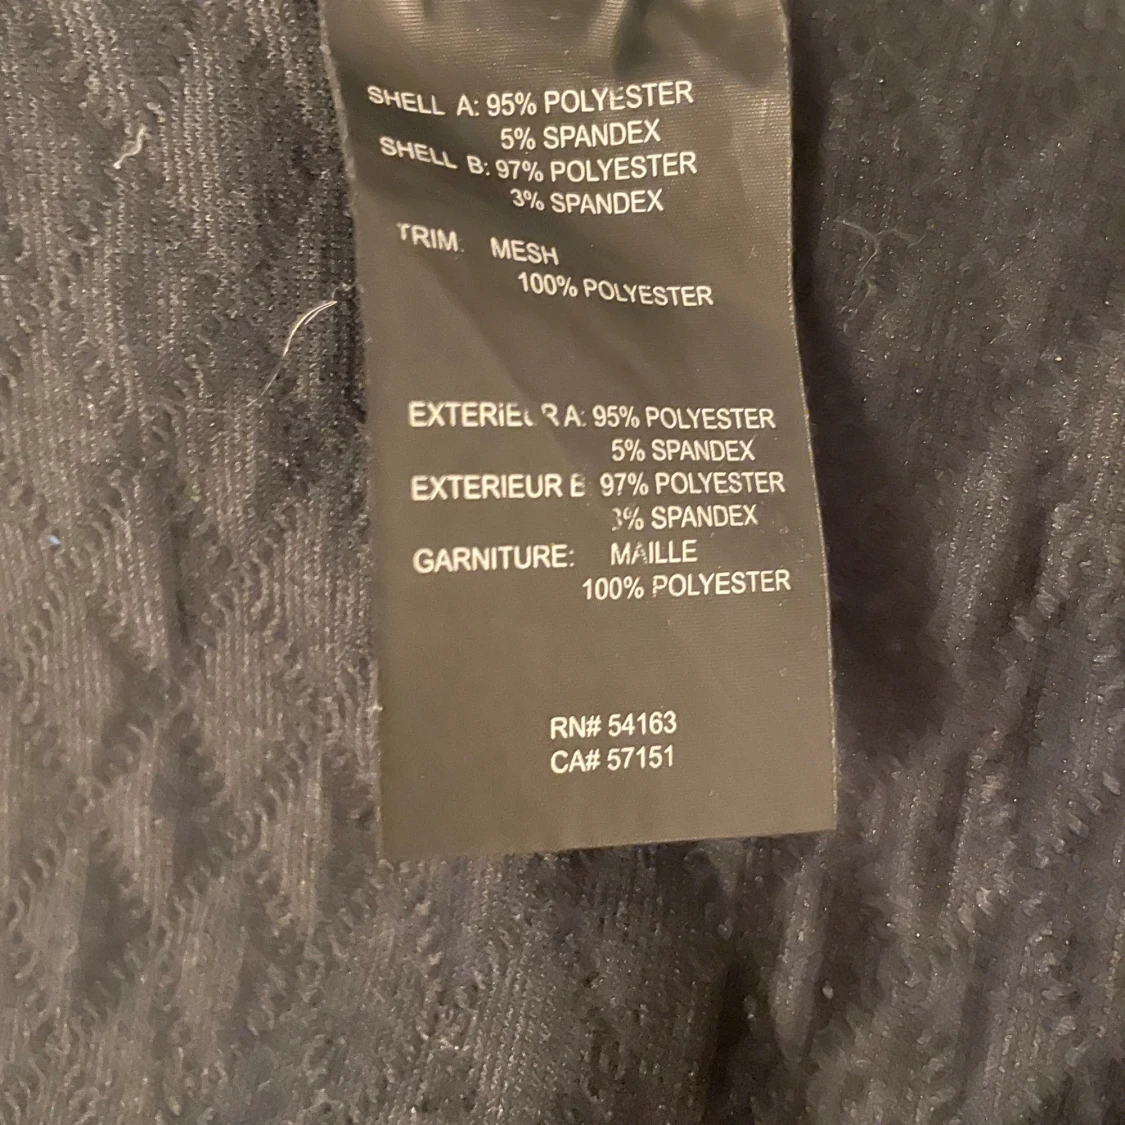 SHELL A: 95% POLYESTER
5% SPANDEX
SHELL B: 97% POLYESTER
3% SPANDEX
TRIM. MESH
100% POLYESTER
EXTERIEUR A: 95% POLYESTER
5% SPANDEX
EXTERIEUR B 97% POLYESTER
3% SPANDEX
GARNITURE: MAILLE
100% POLYESTER
RN# 54163
CA# 57151